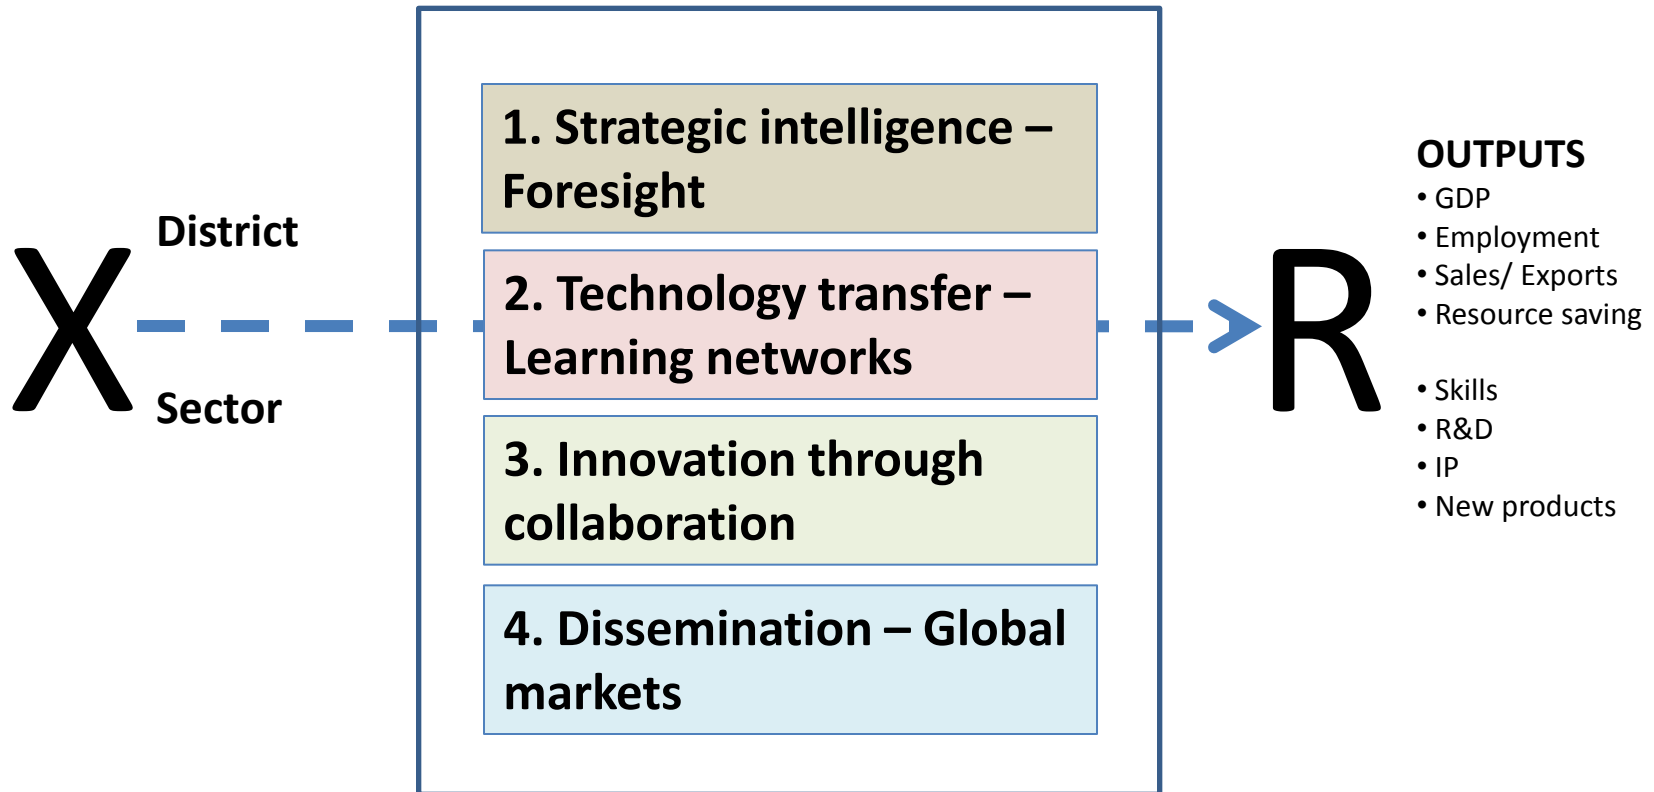 X
District
Sector
1. Strategic intelligence –
Foresight
2. Technology transfer –
Learning networks
3. Innovation through
collaboration
4. Dissemination – Global
markets
R
OUTPUTS
• GDP
• Employment
• Sales/ Exports
• Resource saving
• Skills
• R&D
• IP
• New products